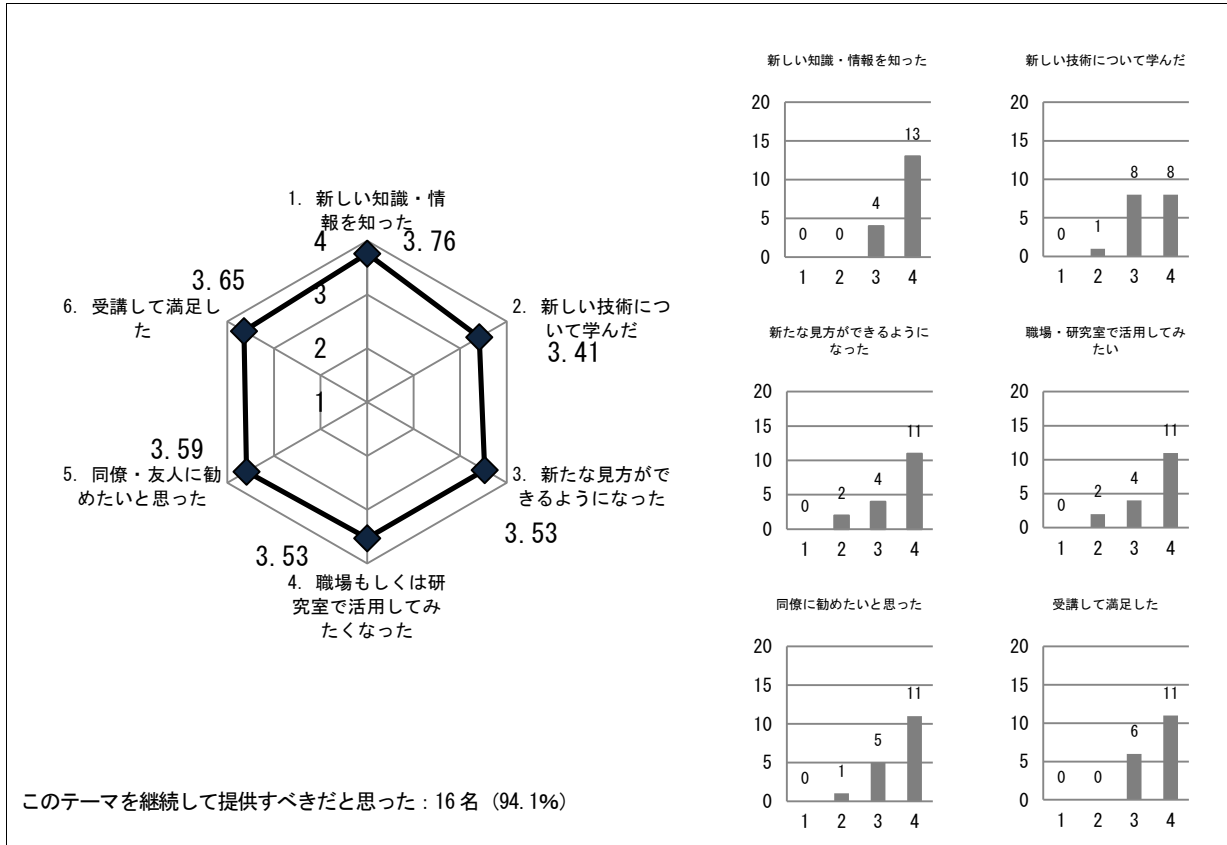 1. 新しい知識・情
報を知った
4
3.76
3.65
6. 受講して満足し
た
3
2. 新しい技術につ
いて学んだ
3.41
2
1
3.59
5. 同僚・友人に勧
めたいと思った
3. 新たな見方がで
きるようになった
3.53
3.53
4. 職場もしくは研
究室で活用してみ
たくなった
このテーマを継続して提供すべきだと思った：16名（94.1%）
新しい知識・情報を知った
20
15
10
5
0
0
0
4
13
1 2 3 4
新しい技術について学んだ
20
15
10
5
0
0
1
8
8
1 2 3 4
新たな見方ができるように
なった
20
15
10
5
0
0
2
4
11
1 2 3 4
職場・研究室で活用してみ
たい
20
15
10
5
0
0
2
4
11
1 2 3 4
同僚に勧めたいと思った
20
15
10
5
0
0
1
5
11
1 2 3 4
受講して満足した
20
15
10
5
0
0
0
6
11
1 2 3 4